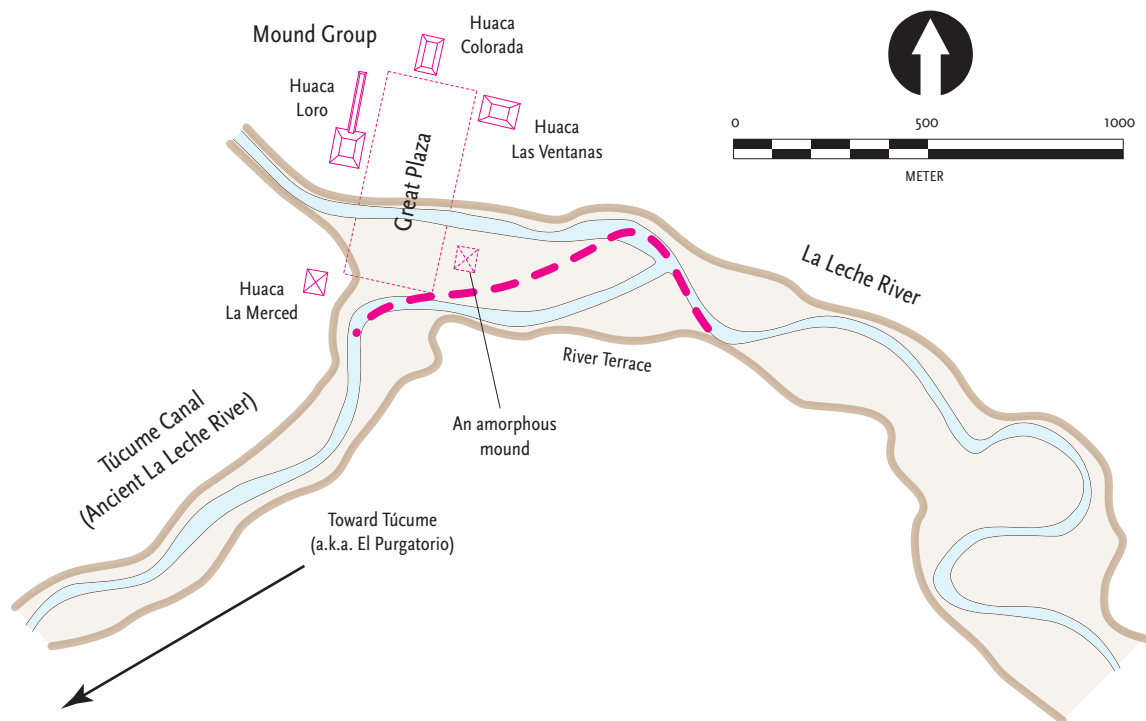 Mound Group
Huaca
Colorada
Huaca
Loro
Huaca
Las Ventanas
Great Plaza
0
500
1000
METER
La Leche River
Huaca
La Merced
River Terrace
An amorphous
mound
Túcume Canal
(Ancient La Leche River)
Toward Túcume
(a.k.a. El Purgatorio)